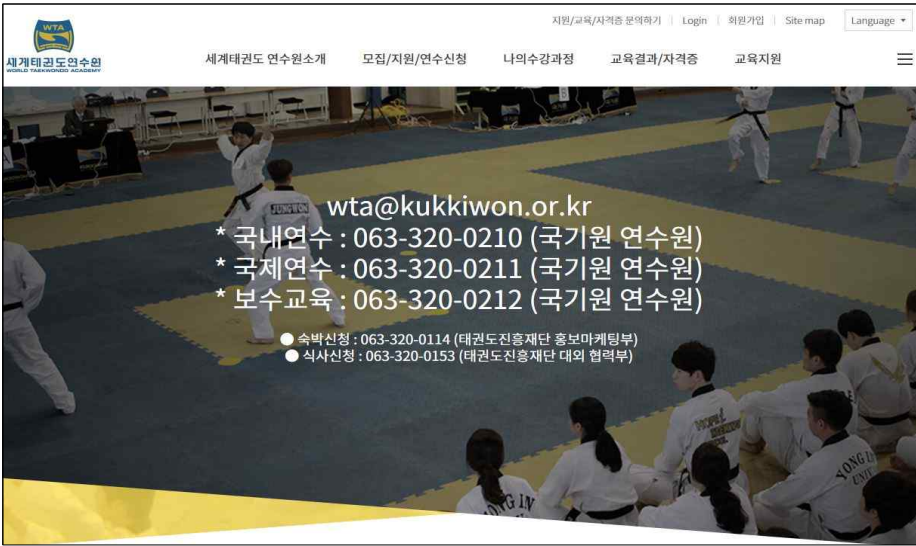 지원/교육/자격증 문의하기 | Login | 회원가입 | Site map
Language
WTA
세계태권도연수원
WORLD TAEKWONDO ACADEMY
세계태권도 연수원소개 모집/지원/연수신청 나의수강과정 교육결과/자격증 교육지원
B
JUNGWON
wta@kukkiwon.or.kr
* 국내연수 : 063-320-0210 (국기원 연수원)
* 국제연수 : 063-320-0211 (국기원 연수원)
* 보수교육 : 063-320-0212 (국기원 연수원)
● 숙박신청 : 063-320-0114 (태권도진흥재단 홍보마케팅부)
● 식사신청 : 063-320-0153 (태권도진흥재단 대외 협력부)
YONG IN
UNIV
NG IN